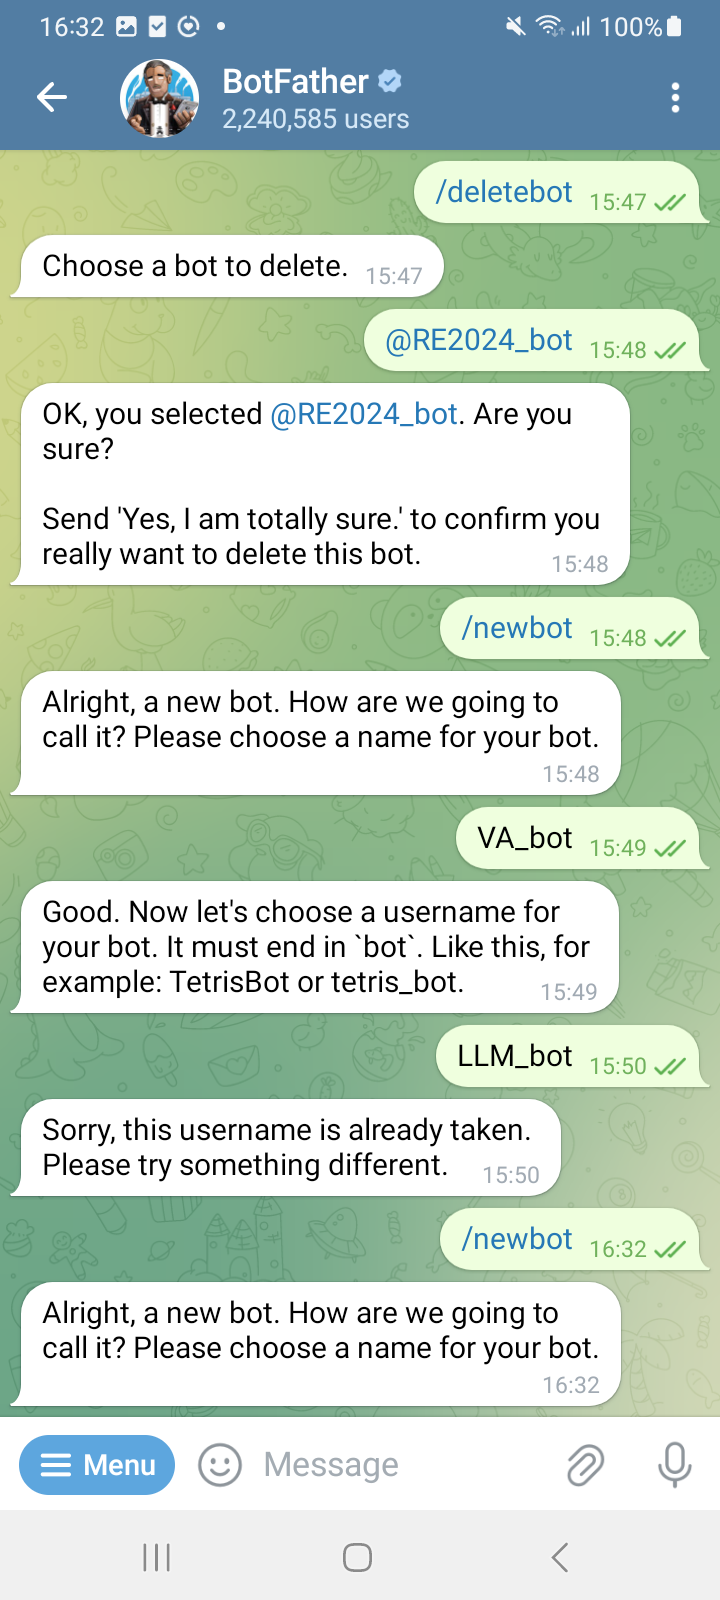 16:32
100%
BotFather
2,240,585 users
/deletebot 15:47
Choose a bot to delete. 15:47
@RE2024_bot 15:48
OK, you selected @RE2024_bot. Are you
sure?
Send 'Yes, I am totally sure.' to confirm you
really want to delete this bot. 15:48
/newbot 15:48
Alright, a new bot. How are we going to
call it? Please choose a name for your bot.
15:48
VA_bot 15:49
Good. Now let's choose a username for
your bot. It must end in `bot`. Like this, for
example: TetrisBot or tetris_bot. 15:49
LLM_bot 15:50
Sorry, this username is already taken.
Please try something different. 15:50
/newbot 16:32
Alright, a new bot. How are we going to
call it? Please choose a name for your bot.
16:32
Menu
Message